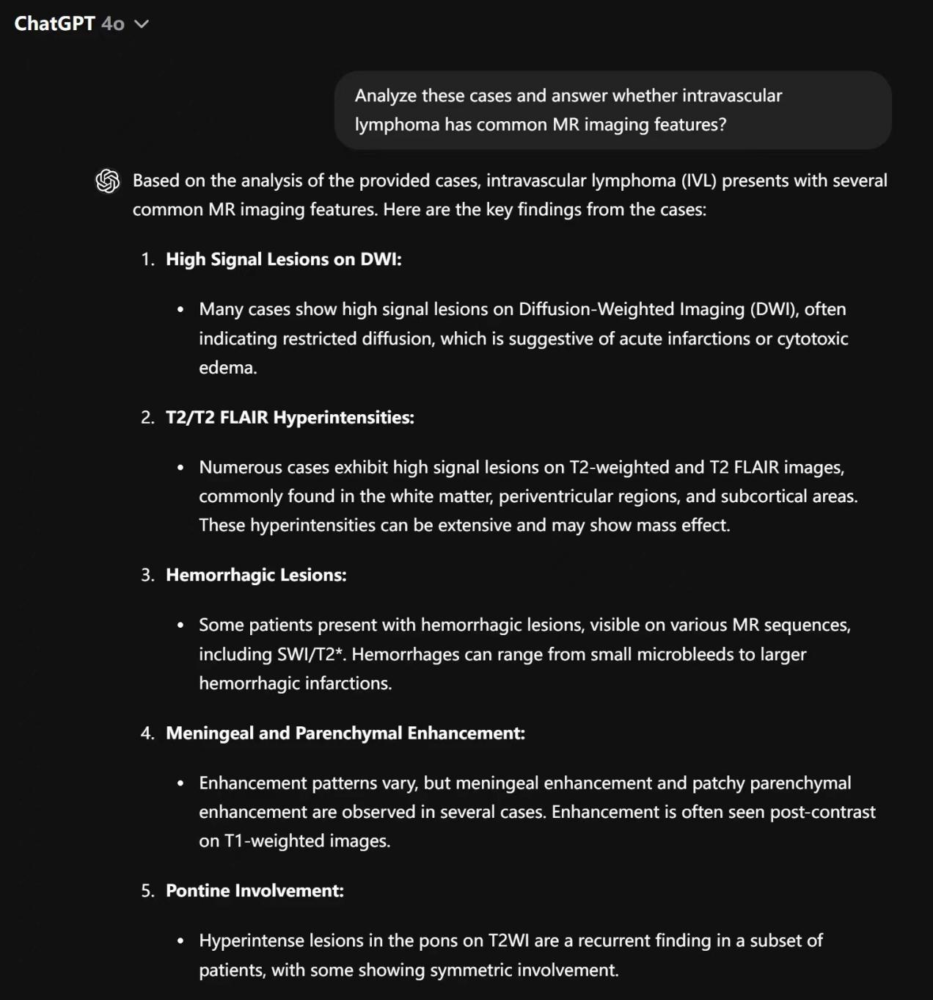 ChatGPT 4o
Analyze these cases and answer whether intravascular
lymphoma has common MR imaging features?
Based on the analysis of the provided cases, intravascular lymphoma (IVL) presents with several
common MR imaging features. Here are the key findings from the cases:
1. High Signal Lesions on DWI:
• Many cases show high signal lesions on Diffusion-Weighted Imaging (DWI), often
indicating restricted diffusion, which is suggestive of acute infarctions or cytotoxic
edema.
2. T2/T2 FLAIR Hyperintensities:
• Numerous cases exhibit high signal lesions on T2-weighted and T2 FLAIR images,
commonly found in the white matter, periventricular regions, and subcortical areas.
These hyperintensities can be extensive and may show mass effect.
3. Hemorrhagic Lesions:
• Some patients present with hemorrhagic lesions, visible on various MR sequences,
including SWI/T2*. Hemorrhages can range from small microbleeds to larger
hemorrhagic infarctions.
4. Meningeal and Parenchymal Enhancement:
• Enhancement patterns vary, but meningeal enhancement and patchy parenchymal
enhancement are observed in several cases. Enhancement is often seen post-contrast
on T1-weighted images.
5. Pontine Involvement:
• Hyperintense lesions in the pons on T2WI are a recurrent finding in a subset of
patients, with some showing symmetric involvement.